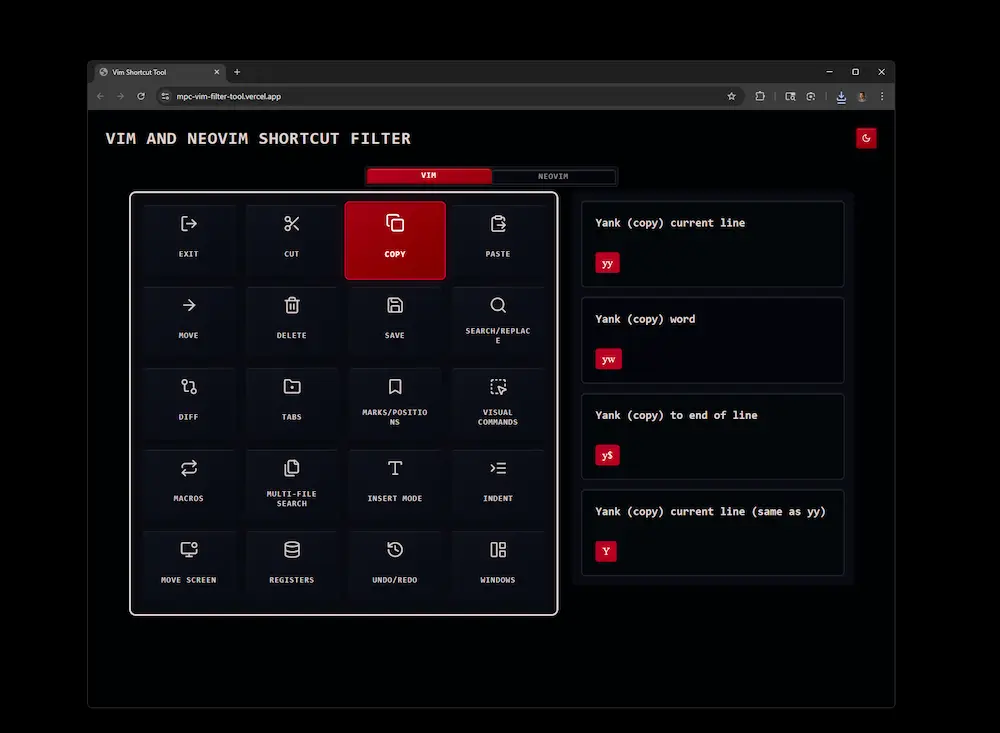 Vim Shortcut Tool
mpc-vim-filter-tool.vercel.app
VIM AND NEOVIM SHORTCUT FILTER
VIM
NEOVIM
EXIT
CUT
COPY
PASTE
MOVE
DELETE
SAVE
SEARCH/REPLAC
E
DIFF
TABS
MARKS/POSITIO
NS
VISUAL
COMMANDS
MACROS
MULTI-FILE
SEARCH
INSERT MODE
INDENT
MOVE SCREEN
REGISTERS
UNDO/REDO
WINDOWS
Yank (copy) current line
yy
Yank (copy) word
yw
Yank (copy) to end of line
y$
Yank (copy) current line (same as yy)
Y